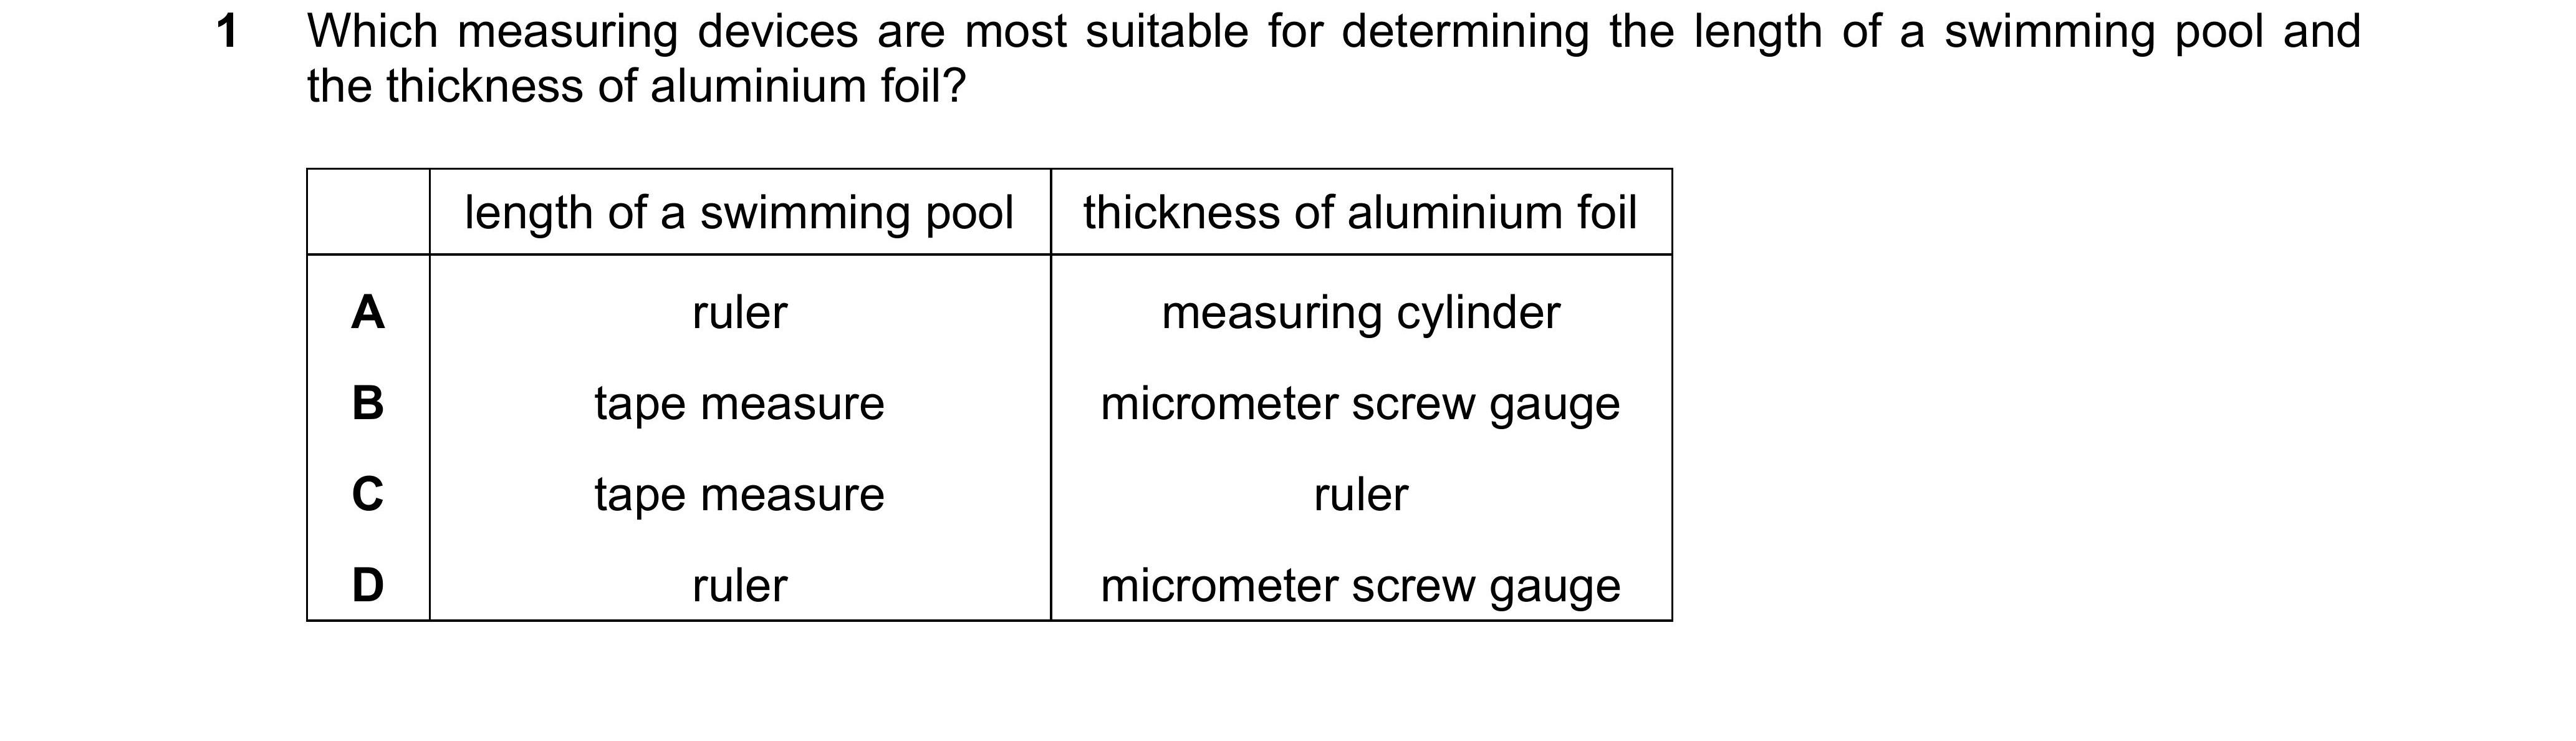 1 Which measuring devices are most suitable for determining the length of a swimming pool and
the thickness of aluminium foil?
length of a swimming pool thickness of aluminium foil
A ruler measuring cylinder
B tape measure micrometer screw gauge
C tape measure ruler
D ruler micrometer screw gauge